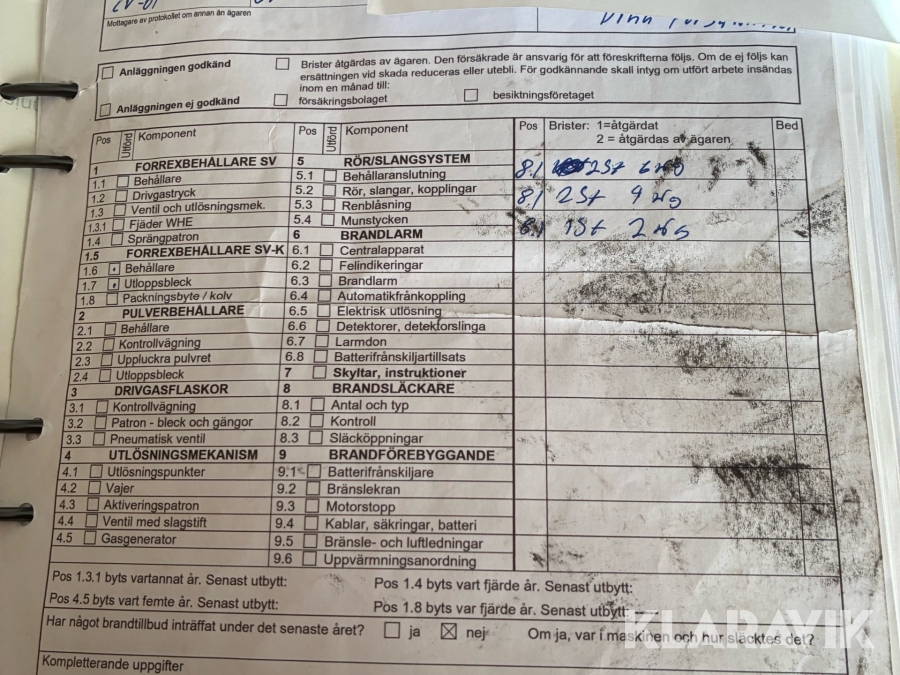 Mottagare av protokollet om annan än ägaren
Anläggningen godkänd
Anläggningen ej godkänd
Brister åtgärdas av ägaren. Den försäkrade är ansvarig för att föreskrifterna följs. Om de ej följs kan
ersättningen vid skada reduceras eller utebli. För godkännande skall intyg om utfört arbete insändas
inom en månad till:
försäkringsbolaget besiktningsföretaget
Pos Utförd Komponent
1 FORREXBEHÅLLARE SV
1.1 Behållare
1.2 Drivgastryck
1.3 Ventil och utlösningsmek.
1.3.1 Fjäder WHE
1.4 Sprängpatron
1.5 FORREXBEHÅLLARE SV-K
1.6 Behållare
1.7 Utloppsbleck
1.8 Packningsbyte / kolv
2 PULVERBEHÅLLARE
2.1 Behållare
2.2 Kontrollvägning
2.3 Uppluckra pulvret
2.4 Utloppsbleck
3 DRIVGASFLASKOR
3.1 Kontrollvägning
3.2 Patron - bleck och gängor
3.3 Pneumatisk ventil
4 UTLÖSNINGSMEKANISM
4.1 Utlösningspunkter
4.2 Vajer
4.3 Aktiveringspatron
4.4 Ventil med slagstift
4.5 Gasgenerator
Pos Utförd Komponent
5 RÖR/SLANGSYSTEM
5.1 Behållaranslutning
5.2 Rör, slangar, kopplingar
5.3 Renblåsning
5.4 Munstycken
6 BRANDLARM
6.1 Centralapparat
6.2 Felindikeringar
6.3 Brandlarm
6.4 Automatikfrånkoppling
6.5 Elektrisk utlösning
6.6 Detektorer, detektorslinga
6.7 Larmdon
6.8 Batterifrånskiljartillsats
7 Skyltar, instruktioner
8 BRANDSLÄCKARE
8.1 Antal och typ
8.2 Kontroll
8.3 Släcköppningar
9 BRANDFÖREBYGGANDE
9.1 Batterifrånskiljare
9.2 Bränslekran
9.3 Motorstopp
9.4 Kablar, säkringar, batteri
9.5 Bränsle- och luftledningar
9.6 Uppvärmningsanordning
Pos Brister: 1=åtgärdat
2 = åtgärdas av ägaren
Bed
8.1 2St 6
8.1 2St 9
8.1 1St 2
Pos 1.3.1 byts vartannat år. Senast utbytt:
Pos 1.4 byts vart fjärde år. Senast utbytt:
Pos 4.5 byts vart femte år. Senast utbytt:
Pos 1.8 byts var fjärde år. Senast utbytt:
Har något brandtillbud inträffat under det senaste året? ja nej Om ja, var i maskinen och hur släcktes det?
Kompletterande uppgifter
KLARAVIK